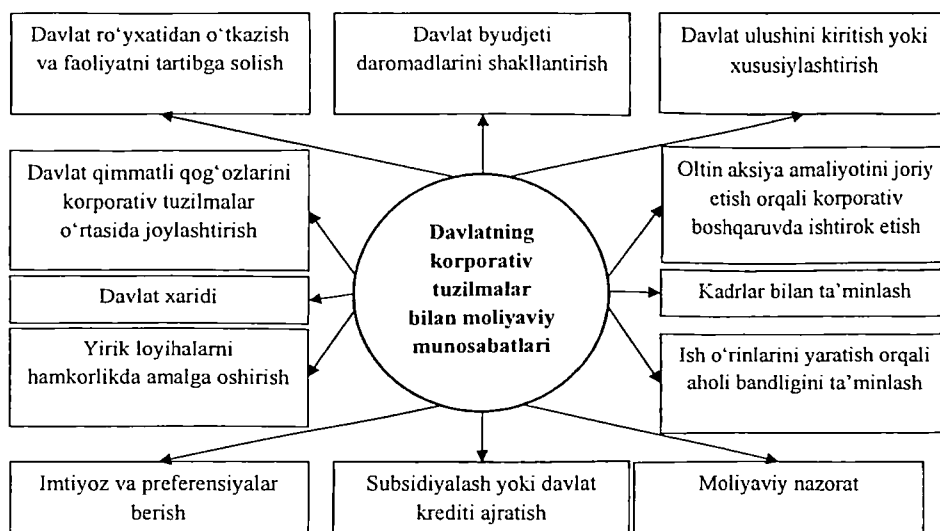 Davlat ro‘yxatidan o‘tkazish
va faoliyatni tartibga solish
Davlat byudjeti
daromadlarini shakllantirish
Davlat ulushini kiritish yoki
xususiylashtirish
Davlat qimmatli qog‘ozlarini
korporativ tuzilmalar
o‘rtasida joylashtirish
Oltin aksiya amaliyotini joriy
etish orqali korporativ
boshqaruvda ishtirok etish
Davlatning
korporativ
tuzilmalar
bilan moliyaviy
munosabatlari
Davlat xaridi
Kadrlar bilan ta’minlash
Yirik loyihalarni
hamkorlikda amalga oshirish
Ish o‘rinlarini yaratish orqali
aholi bandligini ta’minlash
Imtiyoz va preferensiyalar
berish
Subsidiyalash yoki davlat
krediti ajratish
Moliyaviy nazorat